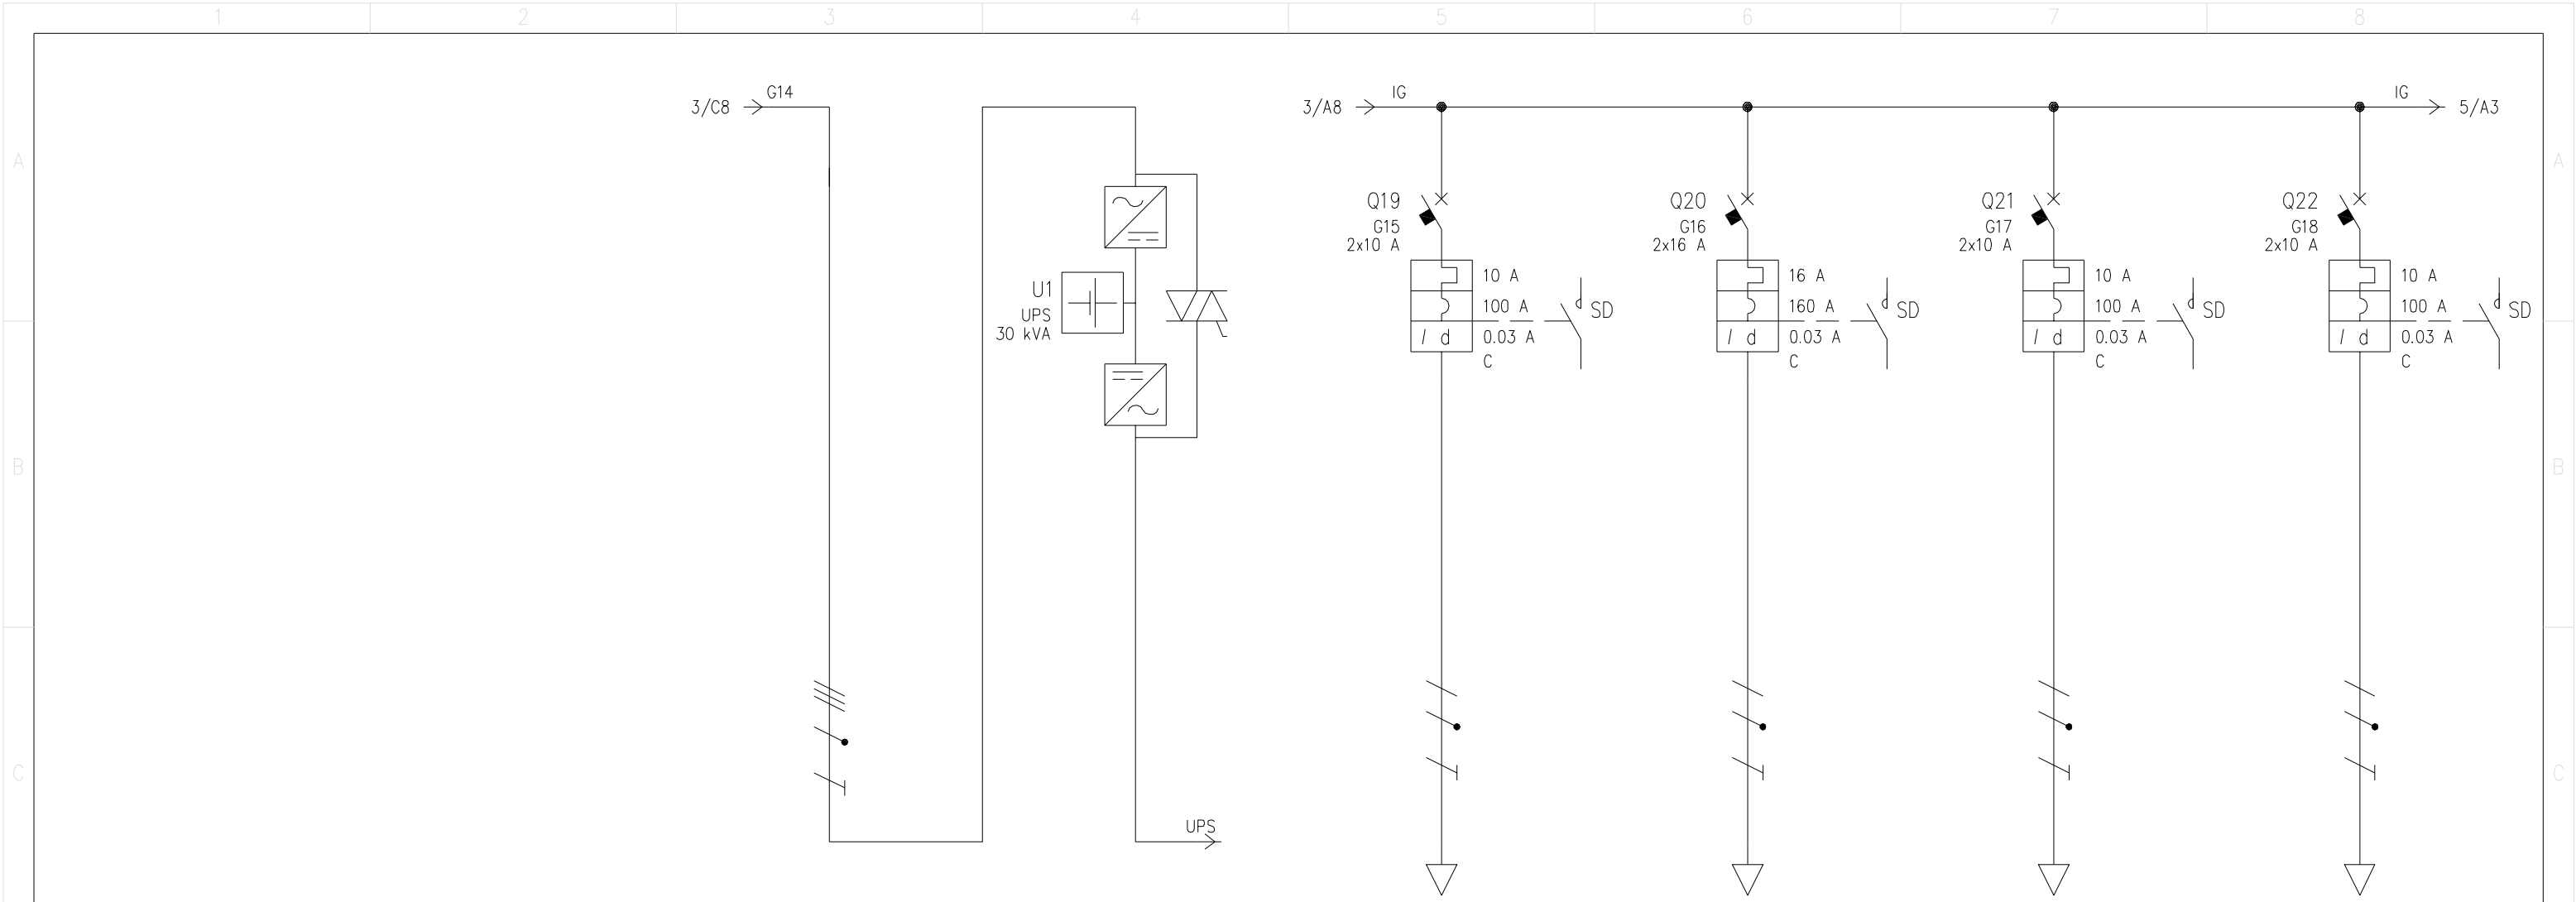 1 2 3 4 5 6 7 8
3/C8 G14
3/A8 IG
IG 5/A3
A A
Q19
G15
2x10 A
10 A
100 A
0.03 A
C
I d
SD
Q20
G16
2x16 A
16 A
160 A
0.03 A
C
I d
SD
Q21
G17
2x10 A
10 A
100 A
0.03 A
C
I d
SD
Q22
G18
2x10 A
10 A
100 A
0.03 A
C
I d
SD
U1
UPS
30 kVA
B B
C C
UPS